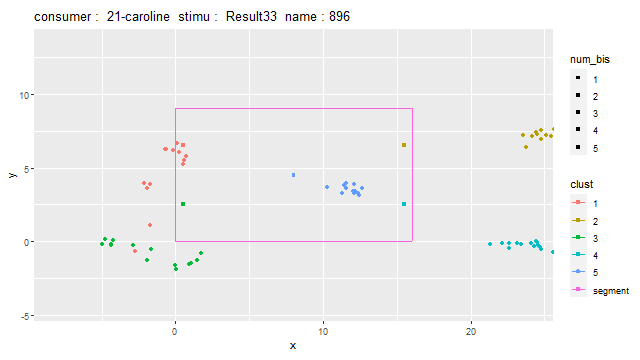 consumer :  21-caroline  stimu :  Result33  name : 896
num_bis
1
2
3
4
5
clust
1
2
3
4
5
segment
10
5
0
-5
y
0
10
20
x